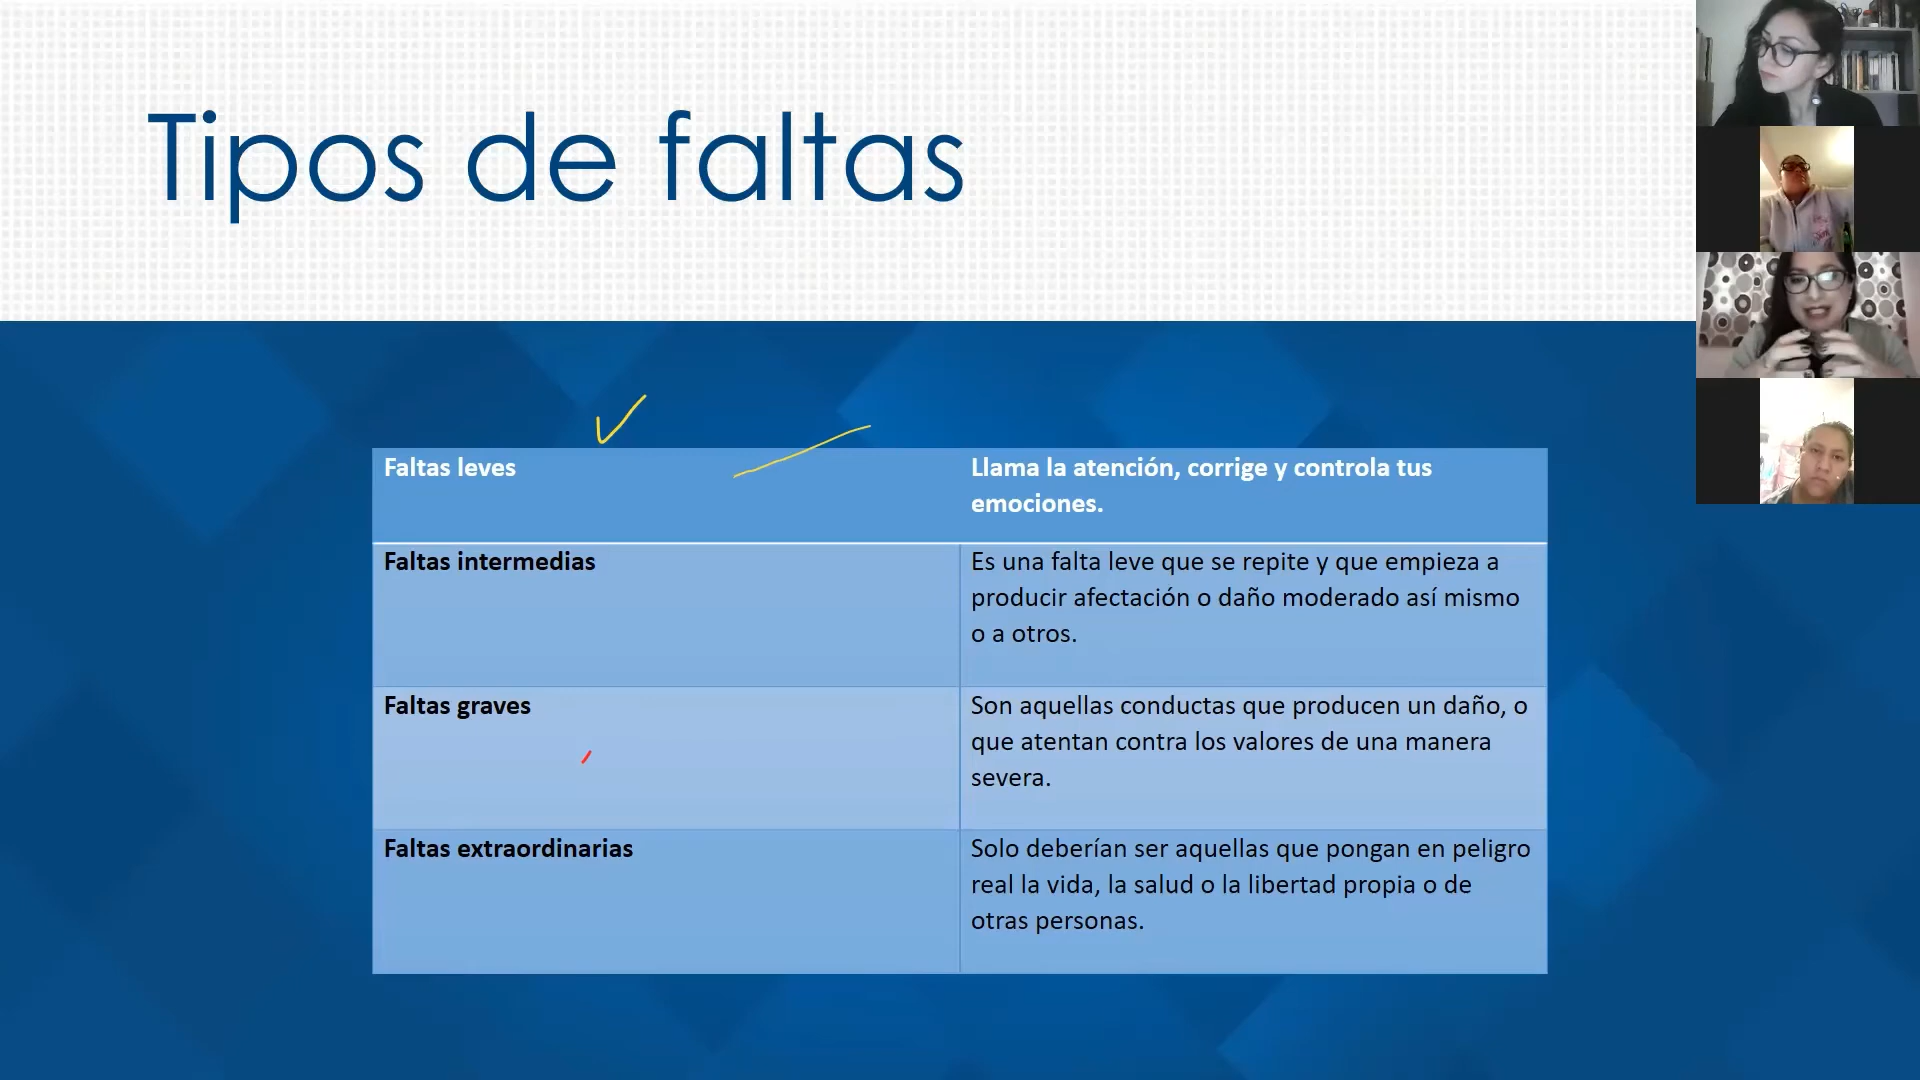 Tipos de faltas
Faltas leves
Llama la atención, corrige y controla tus
emociones.
Faltas intermedias
Es una falta leve que se repite y que empieza a
producir afectación o daño moderado así mismo
o a otros.
Faltas graves
Son aquellas conductas que producen un daño, o
que atentan contra los valores de una manera
severa.
Faltas extraordinarias
Solo deberían ser aquellas que pongan en peligro
real la vida, la salud o la libertad propia o de
otras personas.